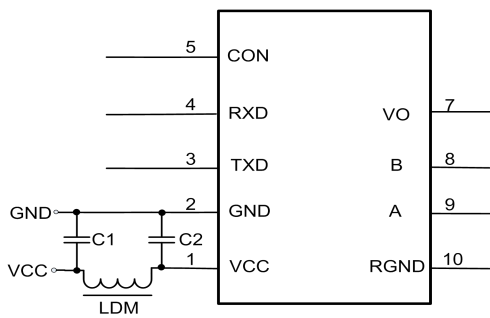 5 CON
4 RXD
VO 7
3 TXD
B 8
GND 2 GND
A 9
C1 C2
VCC 1 VCC
RGND 10
LDM